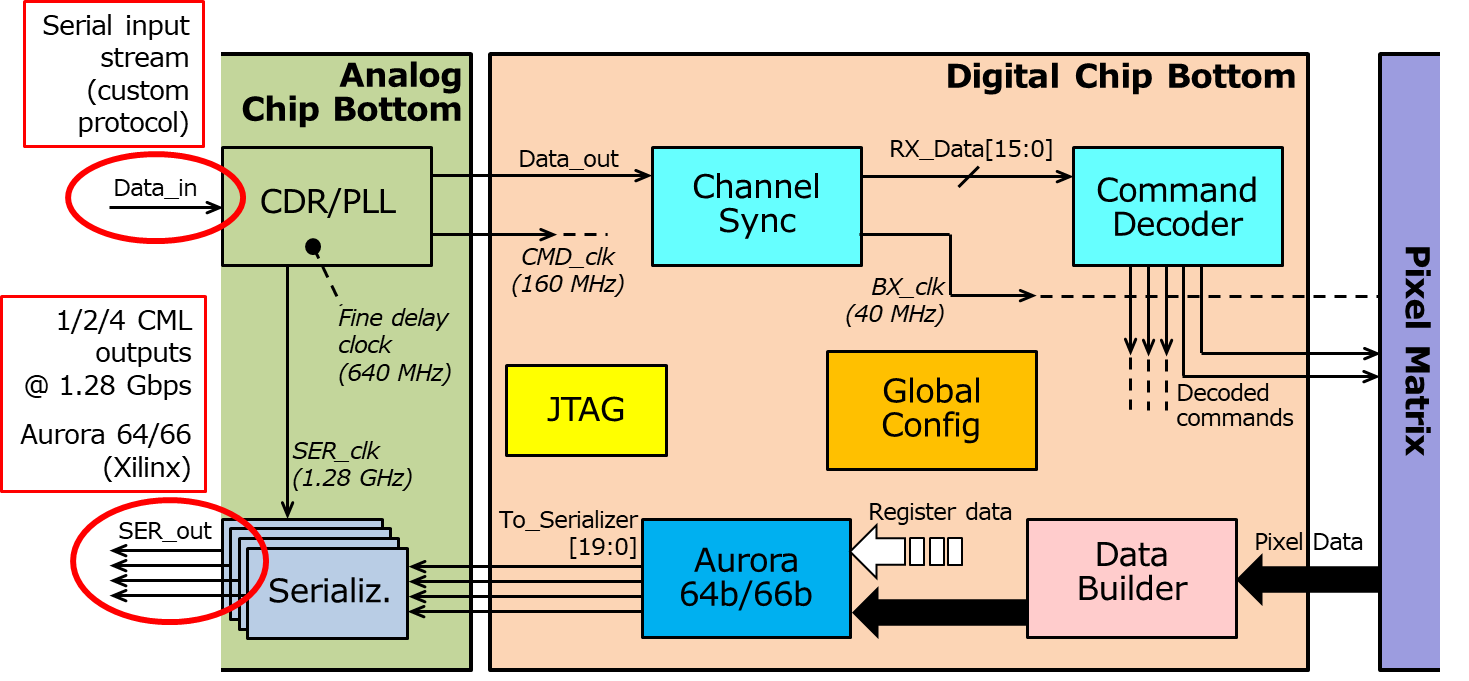 Serial input
stream
(custom
protocol)
Analog
Chip Bottom
Digital Chip Bottom
Data_in
CDR/PLL
Data_out
Channel
Sync
RX_Data[15:0]
Command
Decoder
CMD_clk
(160 MHz)
BX_clk
(40 MHz)
Pixel Matrix
1/2/4 CML
outputs
@ 1.28 Gbps
Aurora 64/66
(Xilinx)
Fine delay
clock
(640 MHz)
JTAG
Global
Config
Decoded
commands
SER_clk
(1.28 GHz)
SER_out
Serializ.
To_Serializer
[19:0]
Aurora
64b/66b
Register data
Data
Builder
Pixel Data